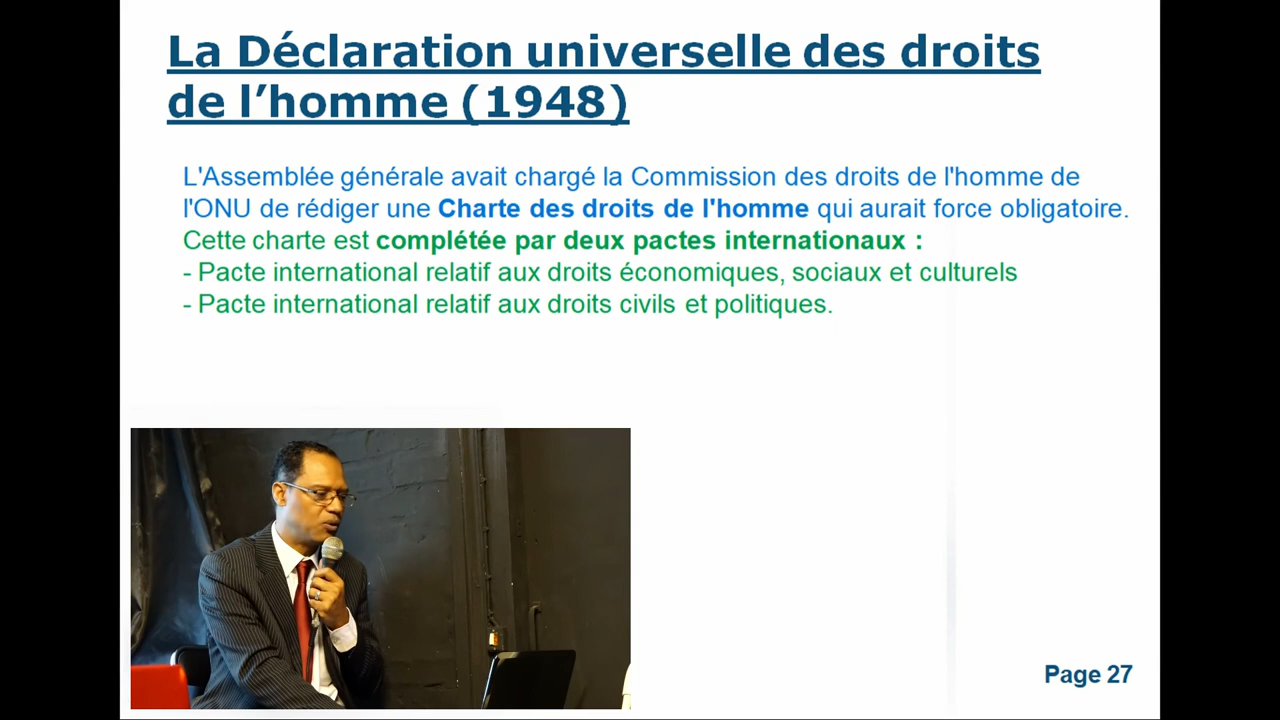 La Déclaration universelle des droits
de l’homme (1948)
L'Assemblée générale avait chargé la Commission des droits de l'homme de
l'ONU de rédiger une Charte des droits de l'homme qui aurait force obligatoire.
Cette charte est complétée par deux pactes internationaux :
- Pacte international relatif aux droits économiques, sociaux et culturels
- Pacte international relatif aux droits civils et politiques.
Page 27